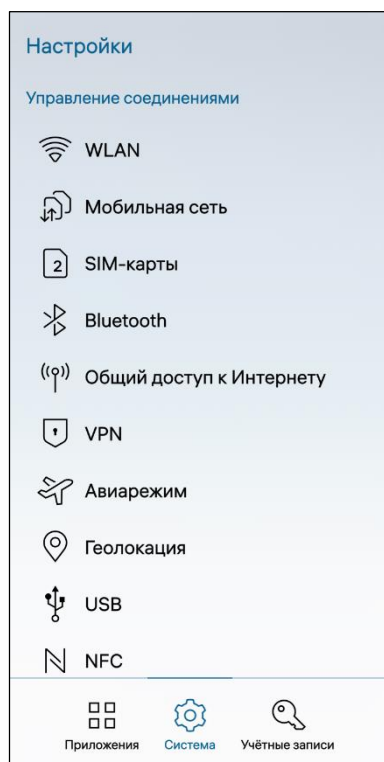 Настройки
Управление соединениями
WLAN
Мобильная сеть
2 SIM-карты
Bluetooth
Общий доступ к Интернету
VPN
Авиарежим
Геолокация
USB
NFC
Приложения Система Учётные записи